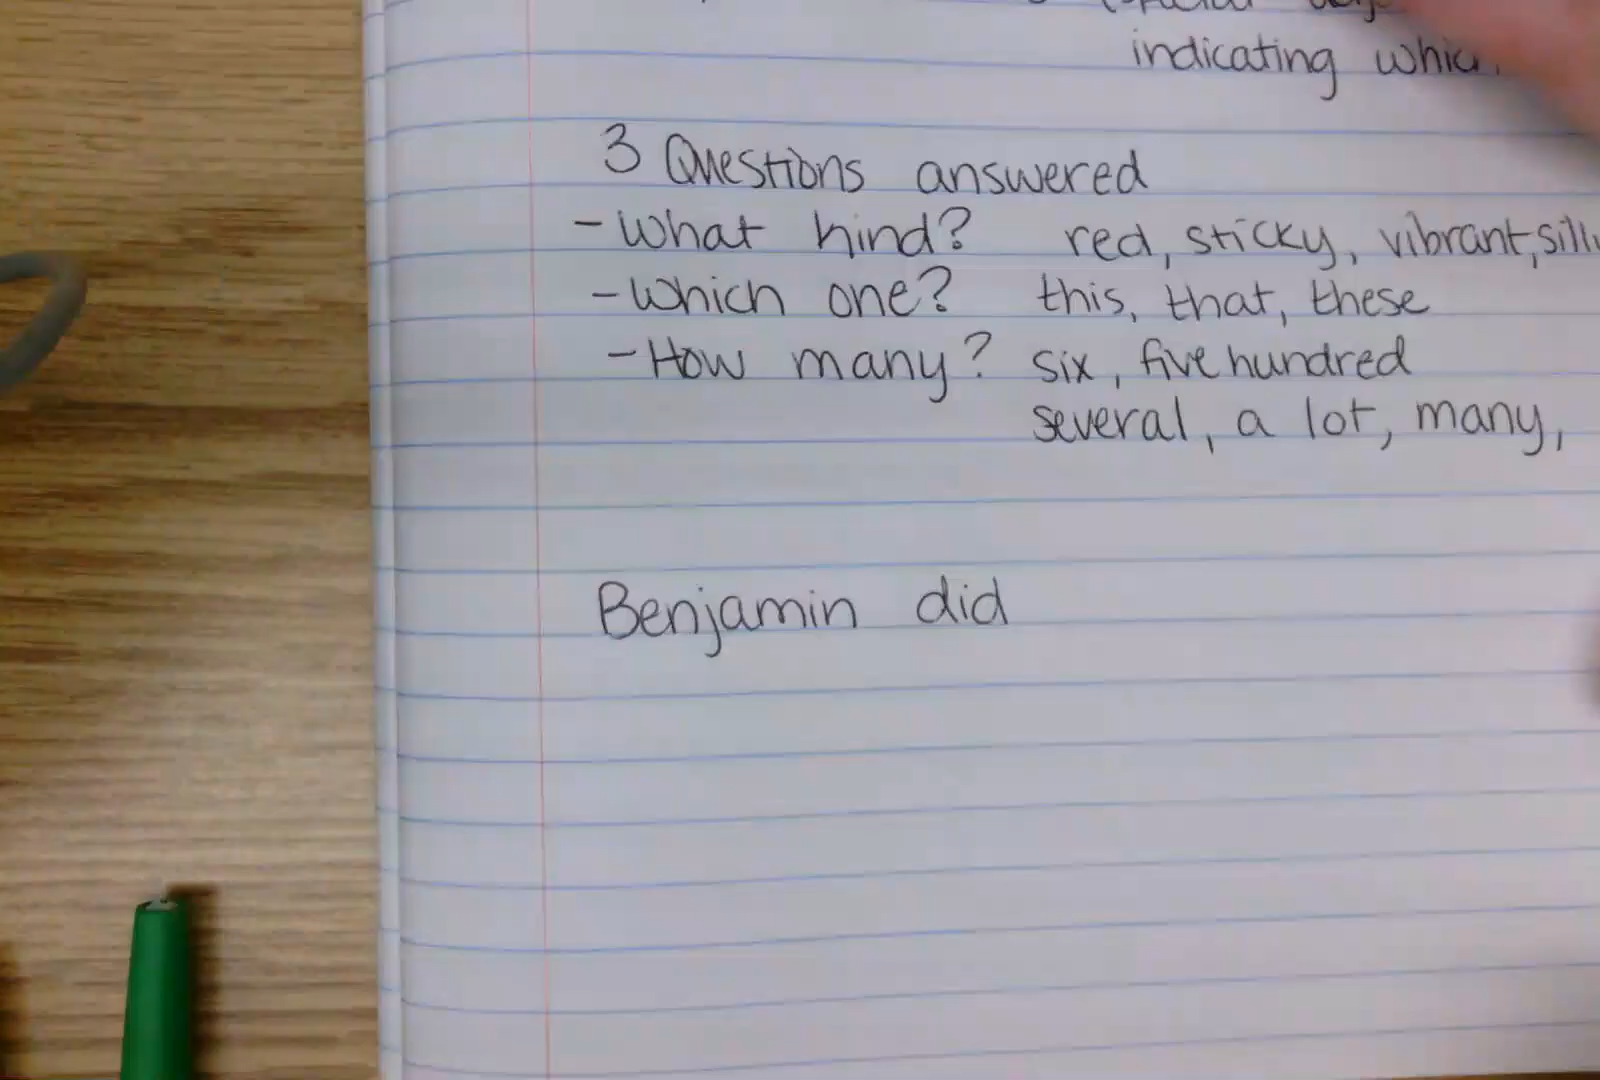 indicating
3 Questions answered
- What kind? red, sticky, vibrant,
- Which one? this, that, these
- How many? six, five hundred
several, a lot, many,
Benjamin did